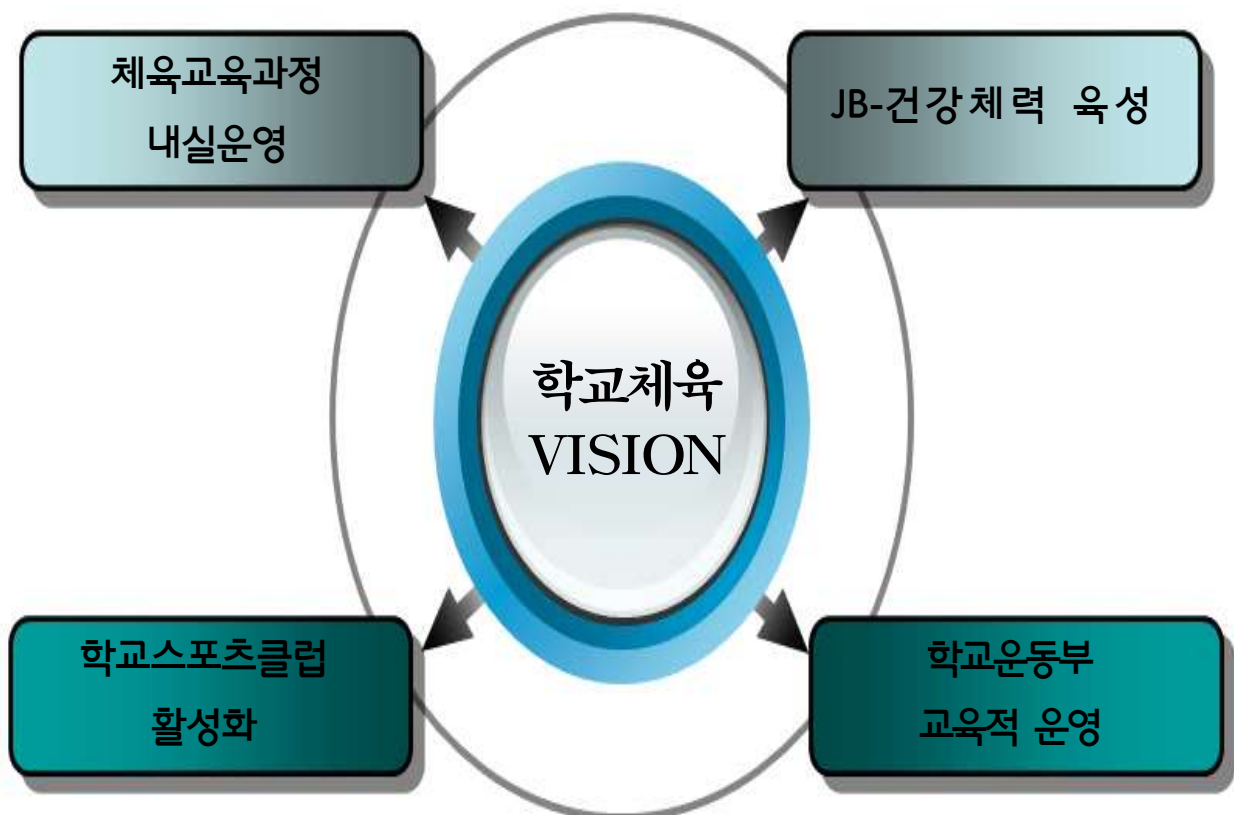 체육교육과정
내실운영
JB-건강체력 육성
학교체육
VISION
학교스포츠클럽
활성화
학교운동부
교육적 운영